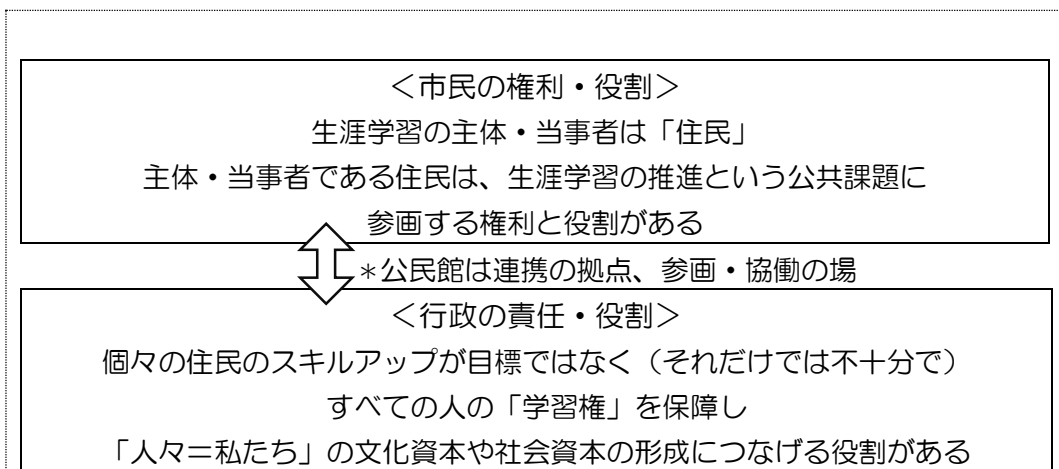 ＜市民の権利・役割＞
生涯学習の主体・当事者は「住民」
主体・当事者である住民は、生涯学習の推進という公共課題に
参画する権利と役割がある
＊公民館は連携の拠点、参画・協働の場
＜行政の責任・役割＞
個々の住民のスキルアップが目標ではなく（それだけでは不十分で）
すべての人の「学習権」を保障し
「人々＝私たち」の文化資本や社会資本の形成につなげる役割がある